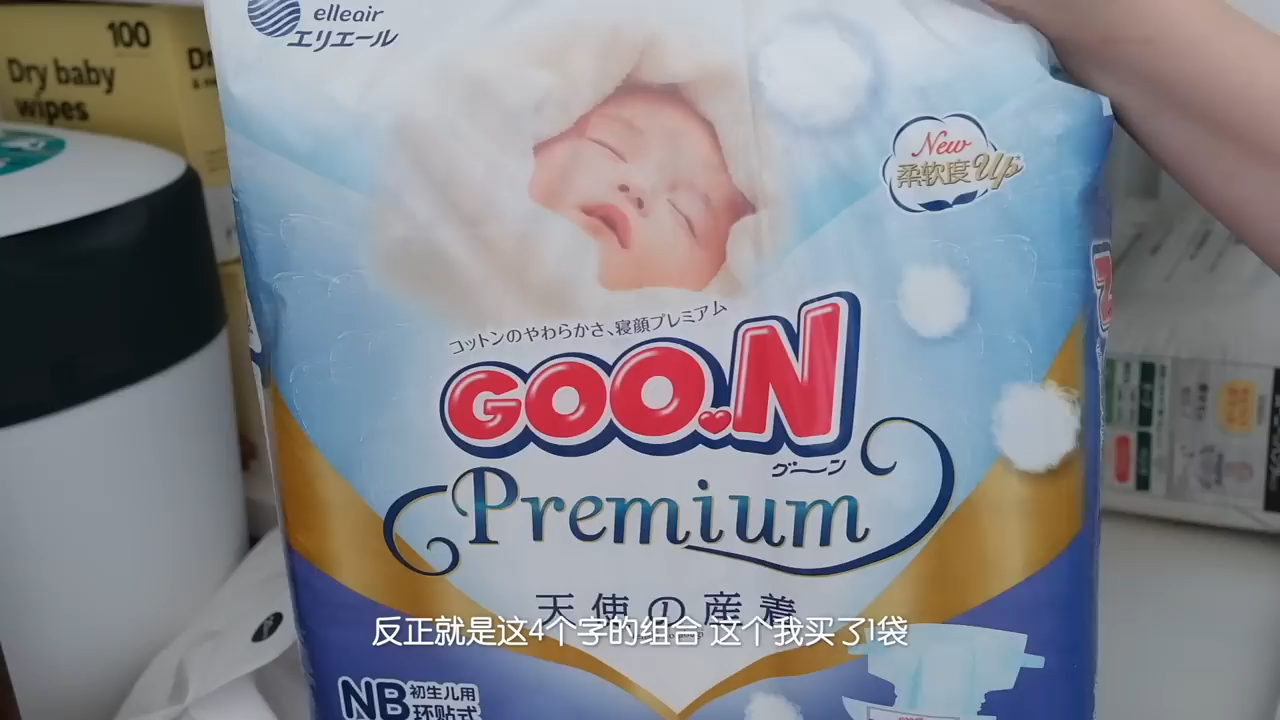 elleair
エリエール
100
Dry baby
wipes
New
柔软度Up
コットンのやわらかさ、寝顔プレミアム
GOO.N
グーン
Premium
天使の産着
反正就是这4个字的组合 这个我买了1袋
NB
初生儿用
环贴式